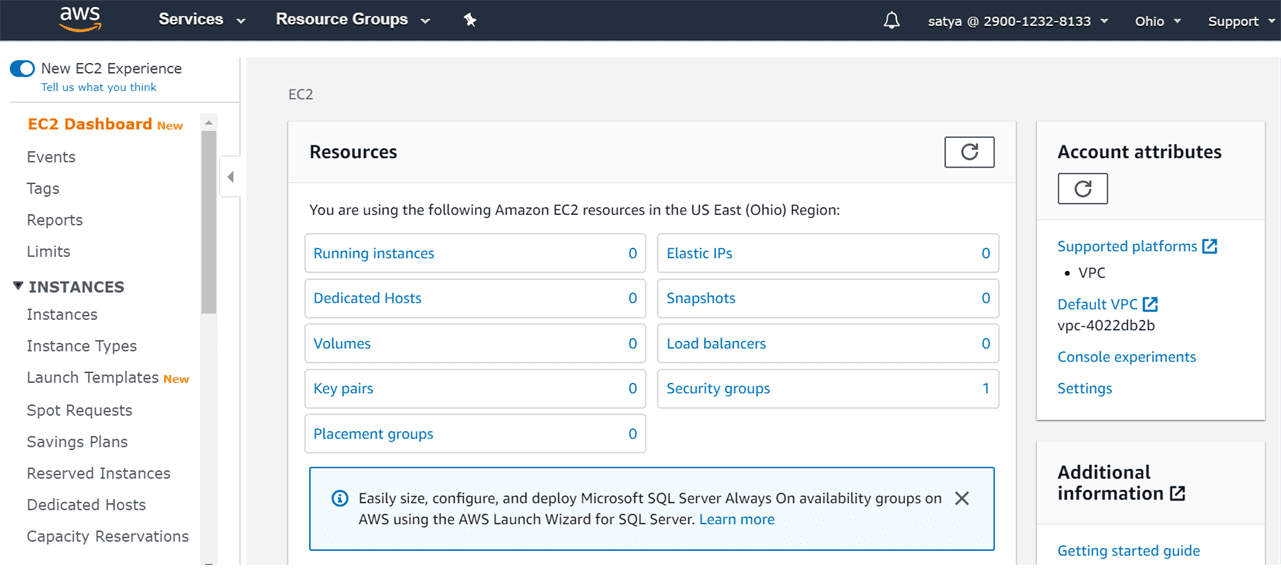 aws
Services
Resource Groups
satya @ 2900-1232-8133
Ohio
Support
New EC2 Experience
Tell us what you think
EC2 Dashboard New
Events
Tags
Reports
Limits
INSTANCES
Instances
Instance Types
Launch Templates New
Spot Requests
Savings Plans
Reserved Instances
Dedicated Hosts
Capacity Reservations
EC2
Resources
You are using the following Amazon EC2 resources in the US East (Ohio) Region:
Running instances 0
Elastic IPs 0
Dedicated Hosts 0
Snapshots 0
Volumes 0
Load balancers 0
Key pairs 0
Security groups 1
Placement groups 0
Easily size, configure, and deploy Microsoft SQL Server Always On availability groups on
AWS using the AWS Launch Wizard for SQL Server. Learn more
Account attributes
Supported platforms
• VPC
Default VPC
vpc-4022db2b
Console experiments
Settings
Additional
information
Getting started guide